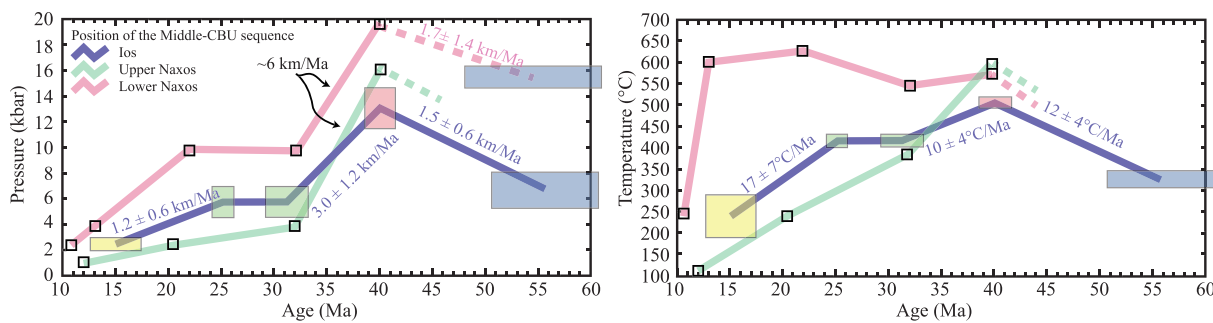 Position of the Middle-CBU sequence
Ios
Upper Naxos
Lower Naxos
~6 km/Ma
1.7± 1.4 km/Ma
1.5 ± 0.6 km/Ma
3.0 ± 1.2 km/Ma
1.2 ± 0.6 km/Ma
Pressure (kbar)
20
18
16
14
12
10
8
6
4
2
0
10 15 20 25 30 35 40 45 50 55 60
Age (Ma)
Temperature (°C)
700
650
600
550
500
450
400
350
300
250
200
150
100
12 ± 4°C/Ma
10 ± 4°C/Ma
17 ± 7°C/Ma
10 15 20 25 30 35 40 45 50 55 60
Age (Ma)